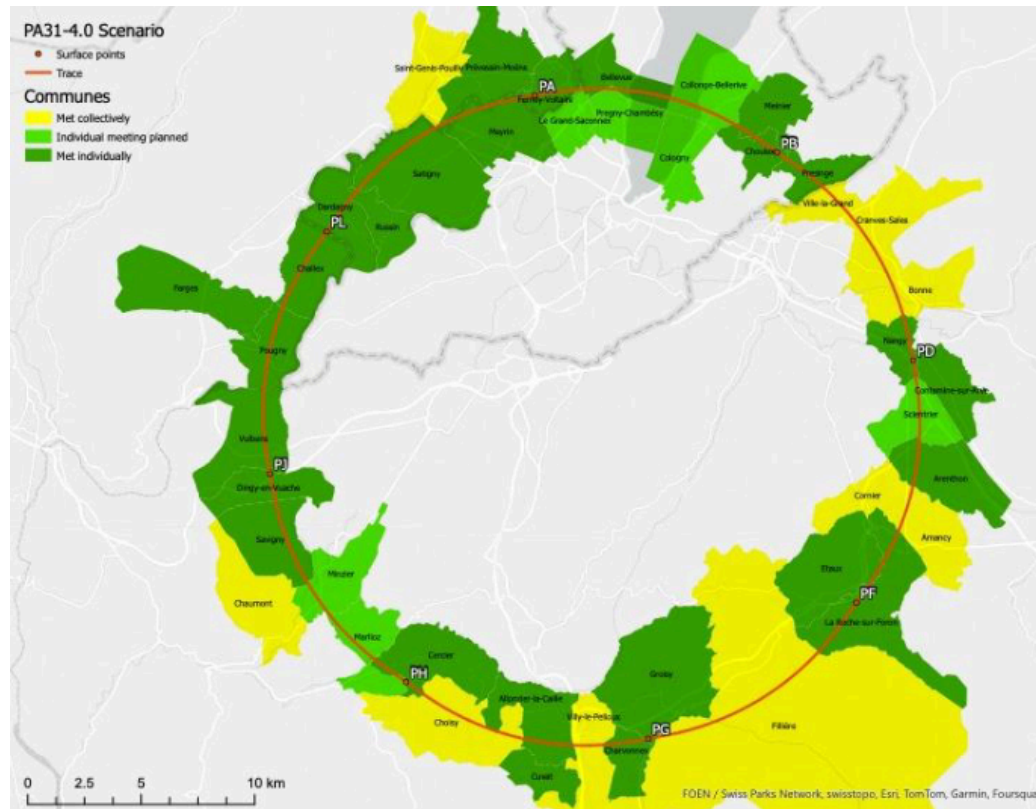 PA31-4.0 Scenario
Surface points
Trace
Communes
Met collectively
Individual meeting planned
Met individually
Saint-Genis-Pouilly
Prévessin-Moëns
PA
Ferney-Voltaire
Bellevue
Collonge-Bellerive
Meyrin
Le Grand-Saconnex
Pregny-Chambésy
Meinier
Choulex
PB
Cologny
Presinge
Satigny
Ville-la-Grand
Cranves-Sales
Dardagny
PL
Russin
Challex
Bonne
Farges
Nangy
PD
Pougny
Contamine-sur-Arve
Scientrier
Vulbens
PJ
Arenthon
Dingy-en-Vuache
Cornier
Savigny
Amancy
Minzier
Etaux
Chaumont
PF
La Roche-sur-Foron
Marlioz
Cercier
Groisy
PH
Allonzier-la-Caille
Choisy
Villy-le-Pelloux
Fillière
PG
Charvonnex
Cuvat
0 2.5 5 10 km
FOEN / Swiss Parks Network, swisstopo, Esri, TomTom, Garmin, Foursqua